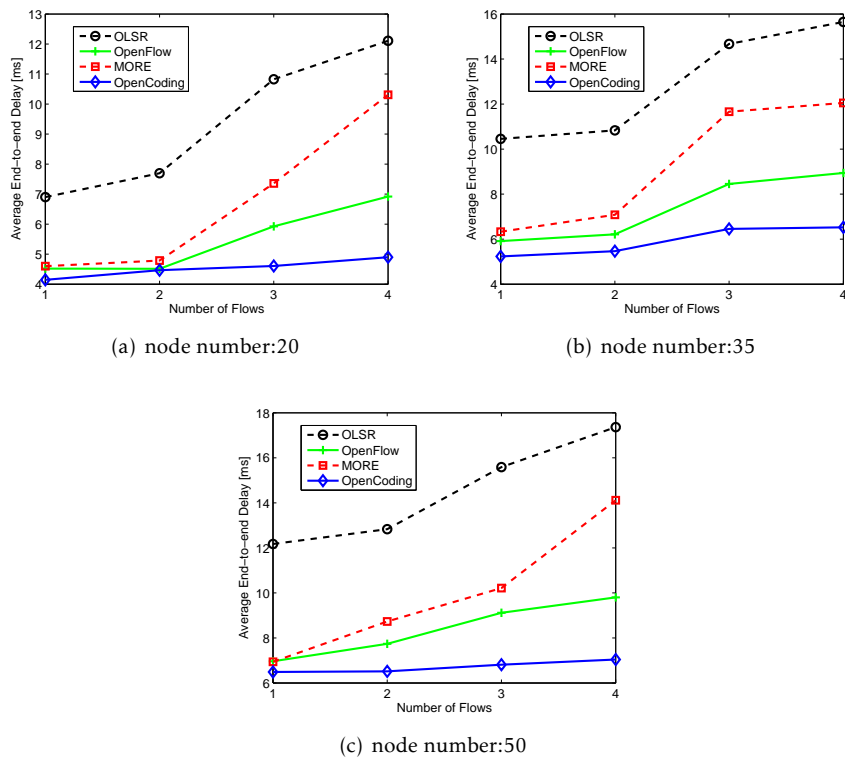 13
12
11
10
9
8
7
6
5
4
Average End−to−end Delay [ms]
OLSR
OpenFlow
MORE
OpenCoding
1 2 3 4
Number of Flows
(a) node number:20
16
14
12
10
8
6
4
Average End−to−end Delay [ms]
OLSR
OpenFlow
MORE
OpenCoding
1 2 3 4
Number of Flows
(b) node number:35
18
16
14
12
10
8
6
Average End−to−end Delay [ms]
OLSR
OpenFlow
MORE
OpenCoding
1 2 3 4
Number of Flows
(c) node number:50